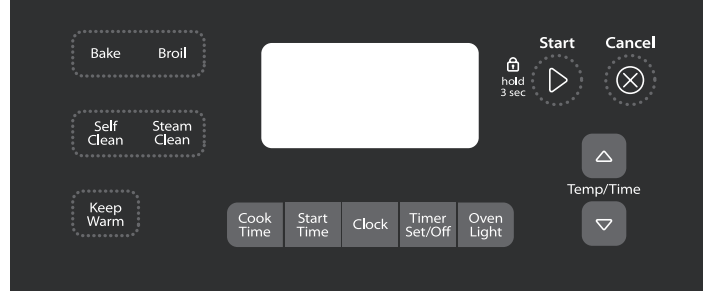 Bake Broil
Start Cancel
hold
3 sec
Self Steam
Clean Clean
Temp/Time
Keep
Warm
Cook Start Clock Timer Oven
Time Time Set/Off Light